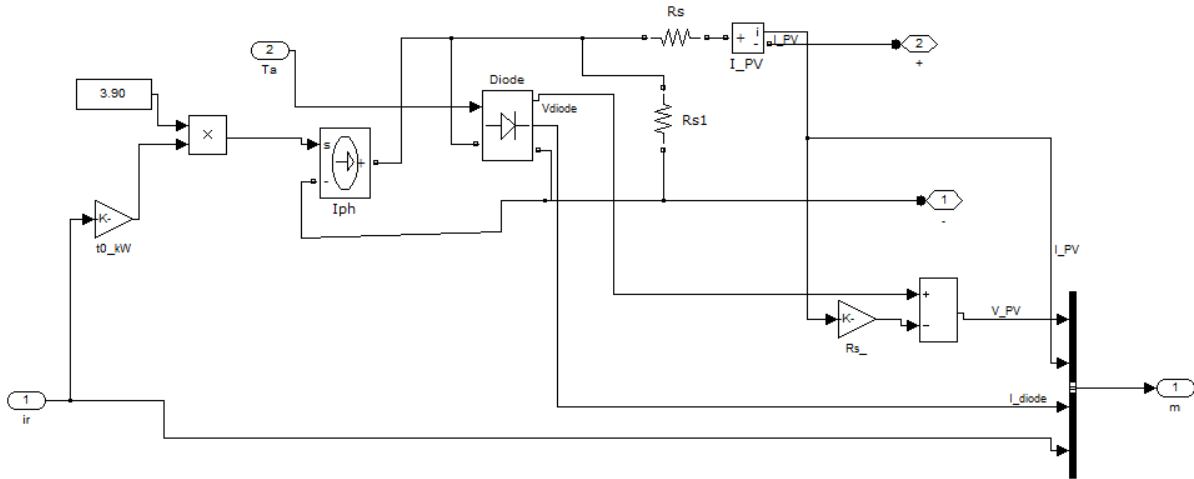 Rs
i
+
-
I_PV
I_PV
2
+
2
Ta
Diode
3.90
Vdiode
Rs1
×
s
+
-
Iph
1
-
K-
t0_kW
I_PV
+
-
K-
V_PV
Rs_
1
ir
I_diode
1
m